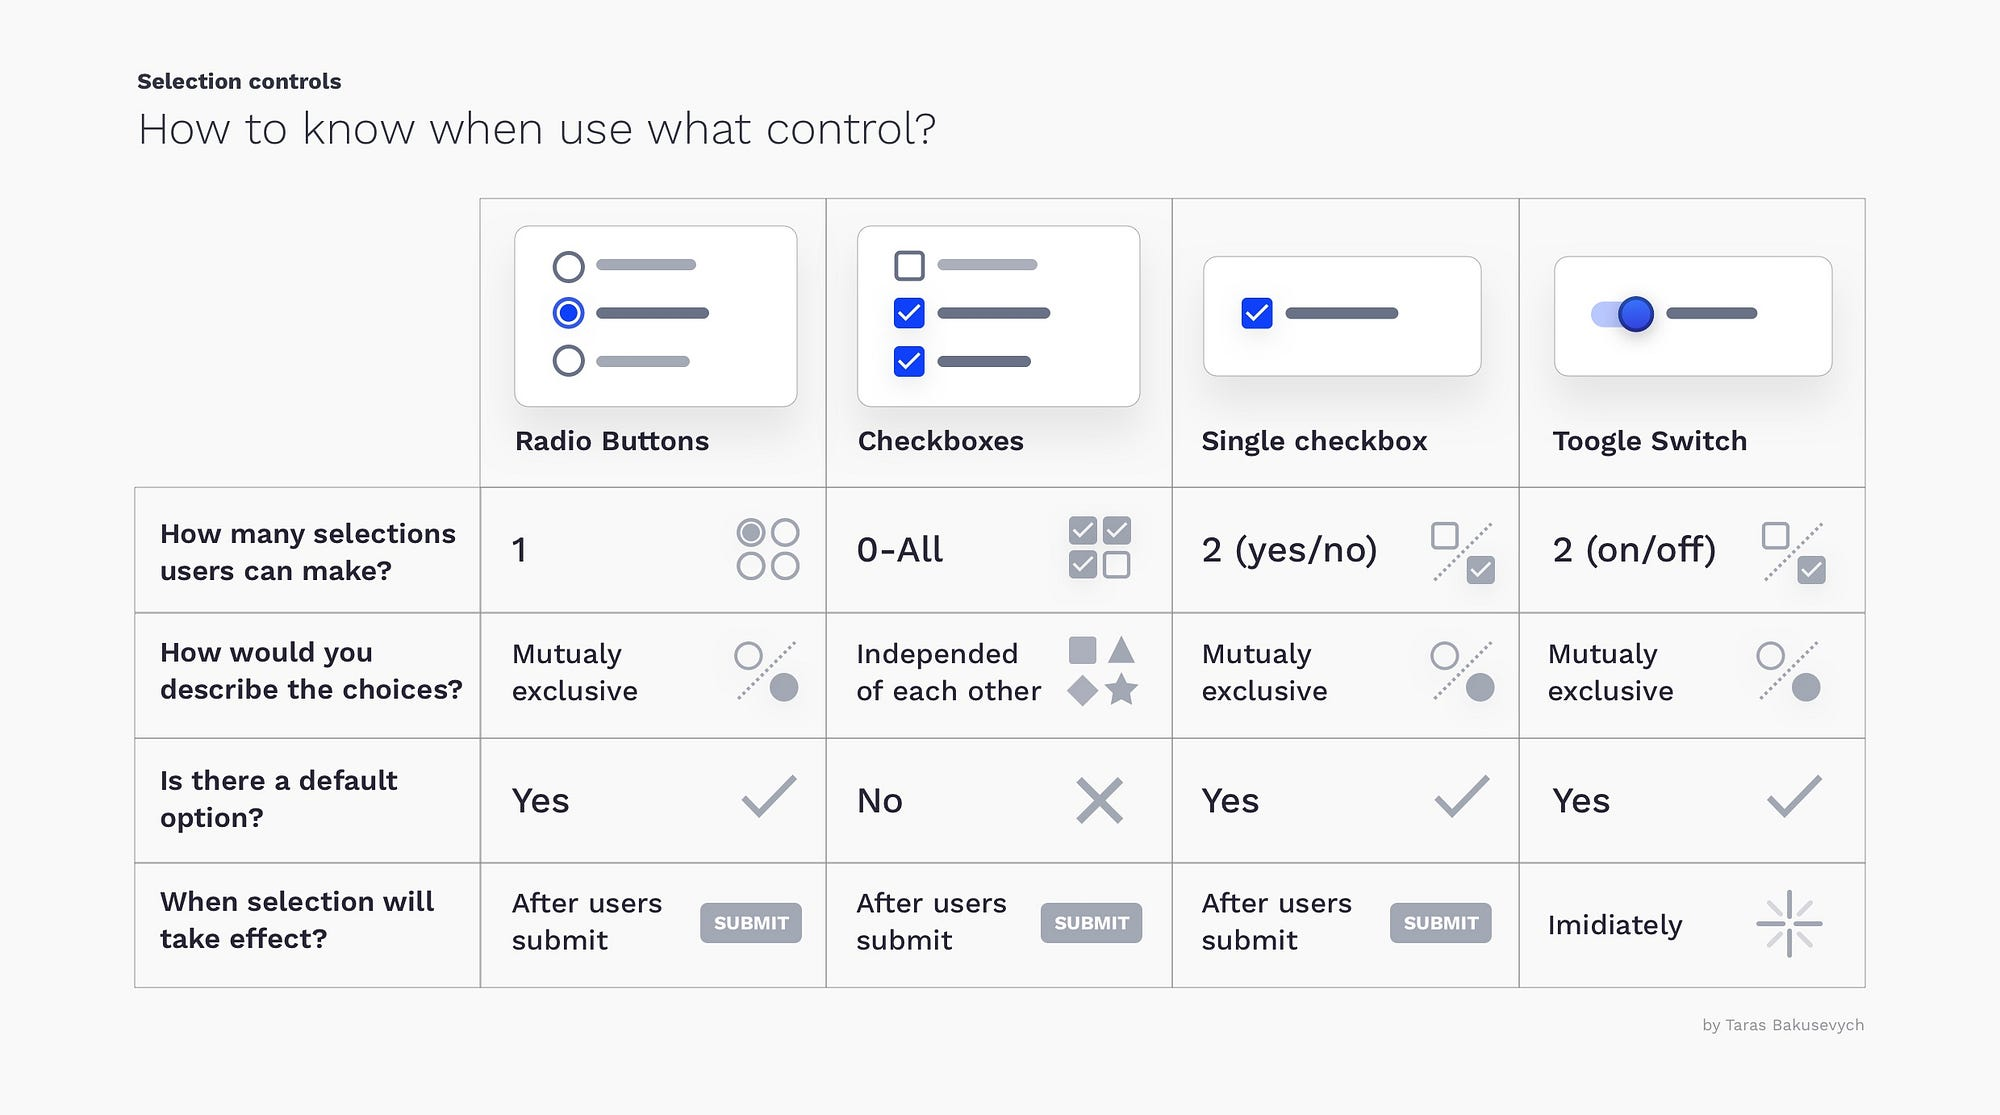 Selection controls
How to know when use what control?
Radio Buttons
Checkboxes
Single checkbox
Toogle Switch
How many selections
users can make?
1
0-All
2 (yes/no)
2 (on/off)
How would you
describe the choices?
Mutualy
exclusive
Independed
of each other
Mutualy
exclusive
Mutualy
exclusive
Is there a default
option?
Yes
No
Yes
Yes
When selection will
take effect?
After users
submit
SUBMIT
After users
submit
SUBMIT
After users
submit
SUBMIT
Imidiately
by Taras Bakusevych